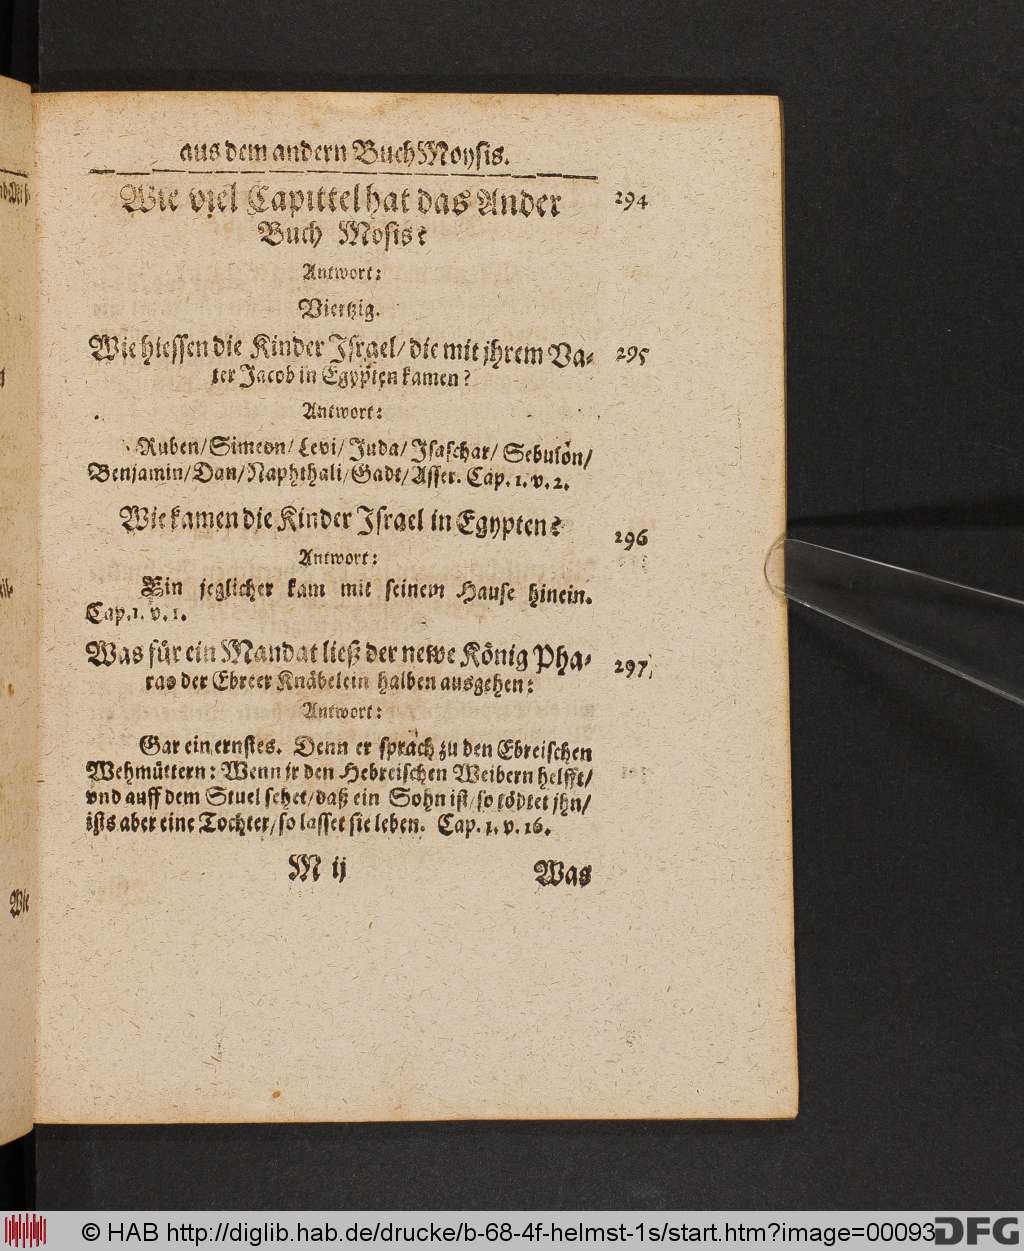 aus dem andern Buch Moysis.
Wie viel Capittel hat das Ander 294
Buch Mosis?
Antwort:
Viertzig.
Wie hiessen die Kinder Israel/ die mit jhrem Va- 295
ter Jacob in Egypten kamen?
Antwort:
Ruben/ Simeon/ Levi/ Juda/ Isaschar/ Sebulon/
Benjamin/ Dan/ Naphthali/ Gadt/ Asser. Cap. 1. v. 2.
Wie kamen die Kinder Israel in Egypten? 296
Antwort:
Ein jeglicher kam mit seinem Hause hinein.
Cap. 1. v. 1.
Was für ein Mandat ließ der newe König Pha- 297
rao der Ebreer Knäbelein halben ausgehen:
Antwort:
Gar ein ernstes. Denn er sprach zu den Ebreischen
Wehmüttern: Wenn jr den Hebreischen Weibern helfft/
vnd auff dem Stuel sehet/ daß ein Sohn ist/ so tödtet jhn/
ists aber eine Tochter/ so lasset sie leben. Cap. 1. v. 16.
M ij Was
Wie
© HAB http://diglib.hab.de/drucke/b-68-4f-helmst-1s/start.htm?image=00093
DFG